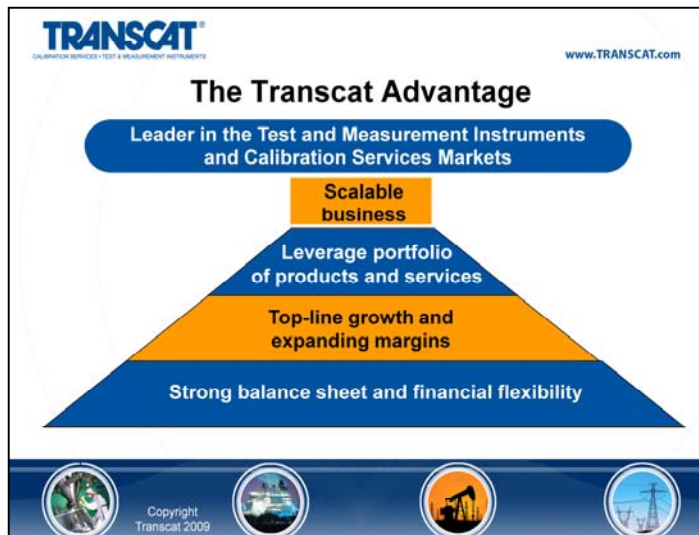 TRANSCAT®
CALIBRATION SERVICES • TEST & MEASUREMENT INSTRUMENTS
www.TRANSCAT.com
The Transcat Advantage
Leader in the Test and Measurement Instruments
and Calibration Services Markets
Scalable
business
Leverage portfolio
of products and services
Top-line growth and
expanding margins
Strong balance sheet and financial flexibility
Copyright
Transcat 2009